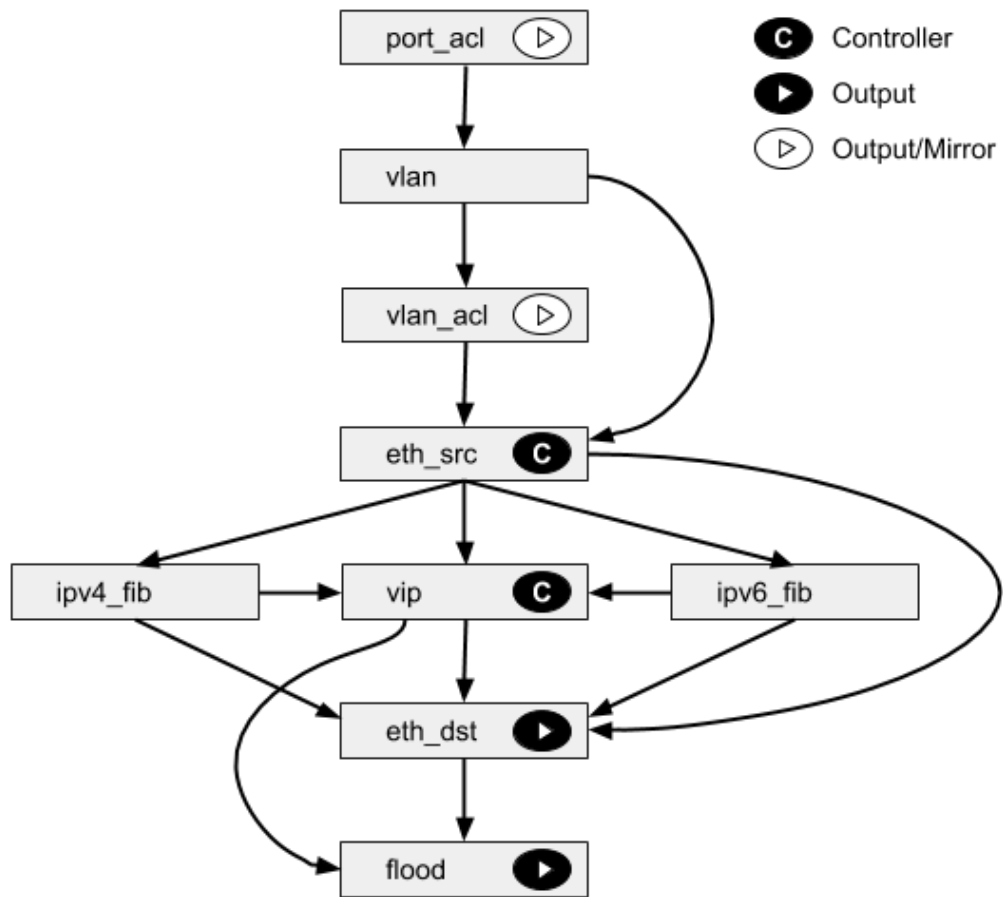 port_acl
C Controller
Output
Output/Mirror
vlan
vlan_acl
eth_src C
ipv4_fib
vip C
ipv6_fib
eth_dst
flood